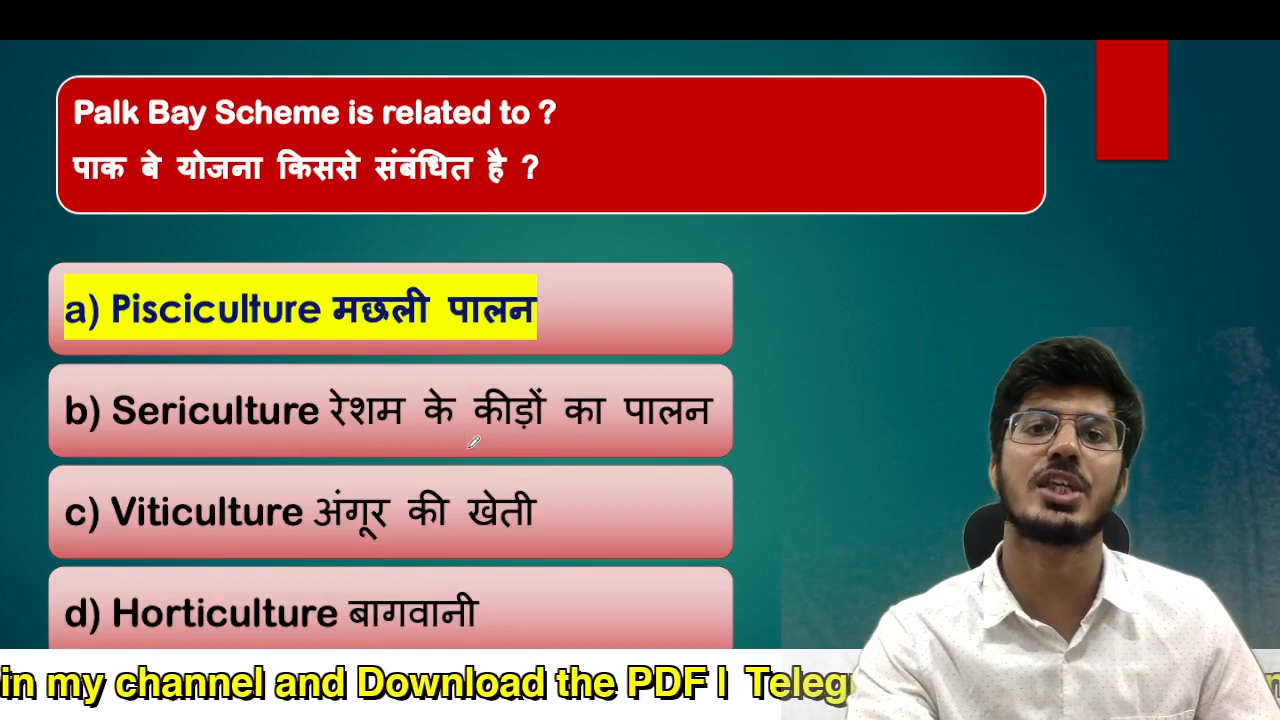 Palk Bay Scheme is related to ?
पाक बे योजना किससे संबंधित है ?
a) Pisciculture मछली पालन
b) Sericulture रेशम के कीड़ों का पालन
c) Viticulture अंगूर की खेती
d) Horticulture बागवानी
in my channel and Download the PDF। Teleg